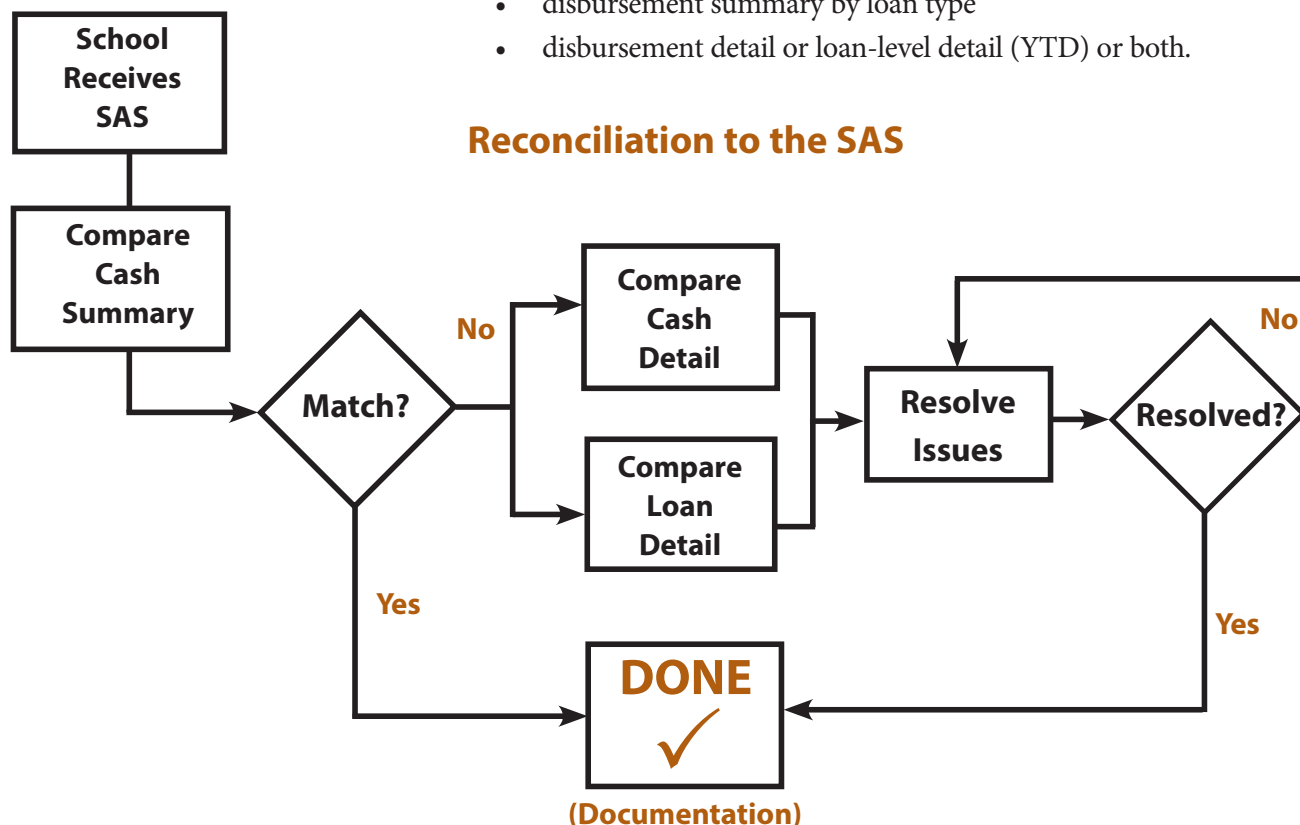 • disbursement summary by loan type
• disbursement detail or loan-level detail (YTD) or both.
Reconciliation to the SAS
School
Receives
SAS
Compare
Cash
Summary
Match?
No
Compare
Cash
Detail
Compare
Loan
Detail
Resolve
Issues
Resolved?
No
Yes
Yes
DONE
✓
(Documentation)